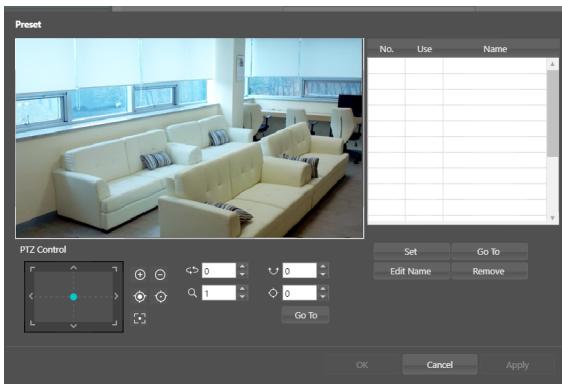 Preset
No. Use Name
PTZ Control
0 0
1 0
Go To
Set Go To
Edit Name Remove
OK Cancel Apply